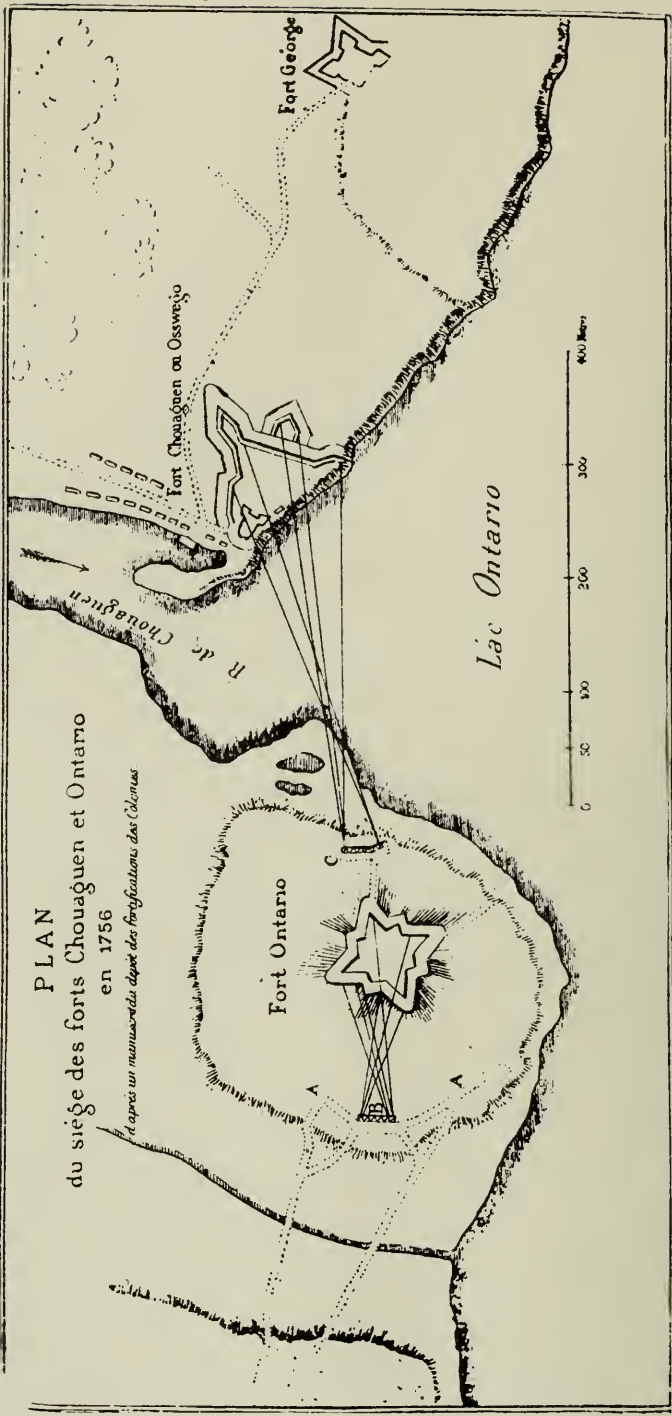 PLAN
du siège des forts Chouaguen et Ontario
en 1756
d'après un manuscrit du dépôt des fortifications des Colonies
Fort George
Fort Chouaguen ou Osswego
R. de Chouaguen
Fort Ontario
A
B
A
C
Lac Ontario
0 50 100 200 300 400 Mètres